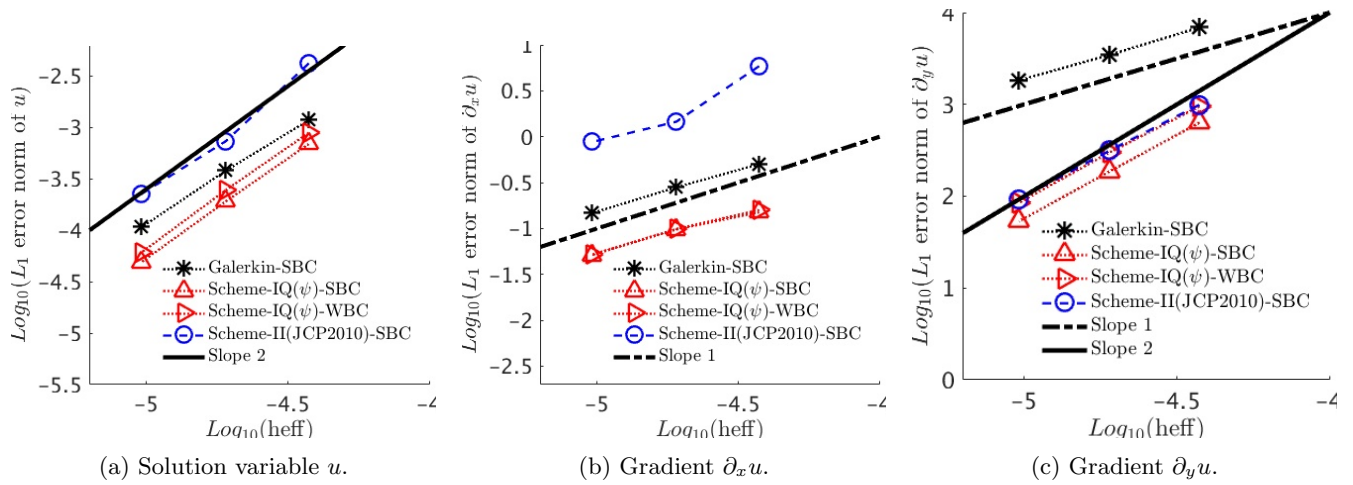 Log₁₀(L₁ error norm of u)
−2.5
−3
−3.5
−4
−4.5
−5
−5.5
Galerkin-SBC
Scheme-IQ(ψ)-SBC
Scheme-IQ(ψ)-WBC
Scheme-II(JCP2010)-SBC
Slope 2
−5
−4.5
−4
Log₁₀(heff)
(a) Solution variable u.
Log₁₀(L₁ error norm of ∂ₓu)
1
0.5
0
−0.5
−1
−1.5
−2
−2.5
Galerkin-SBC
Scheme-IQ(ψ)-SBC
Scheme-IQ(ψ)-WBC
Scheme-II(JCP2010)-SBC
Slope 1
−5
−4.5
−4
Log₁₀(heff)
(b) Gradient ∂ₓu.
Log₁₀(L₁ error norm of ∂ᵧu)
4
3
2
1
0
Galerkin-SBC
Scheme-IQ(ψ)-SBC
Scheme-IQ(ψ)-WBC
Scheme-II(JCP2010)-SBC
Slope 1
Slope 2
−5
−4.5
−4
Log₁₀(heff)
(c) Gradient ∂ᵧu.